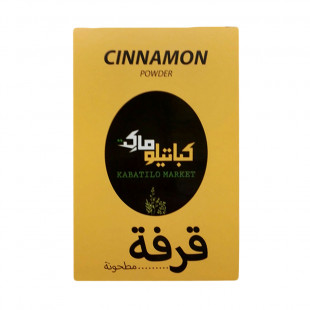 CINNAMON
POWDER
كباتيلو ماركت
KABATILO MARKET
قرفة
مطحونة.........